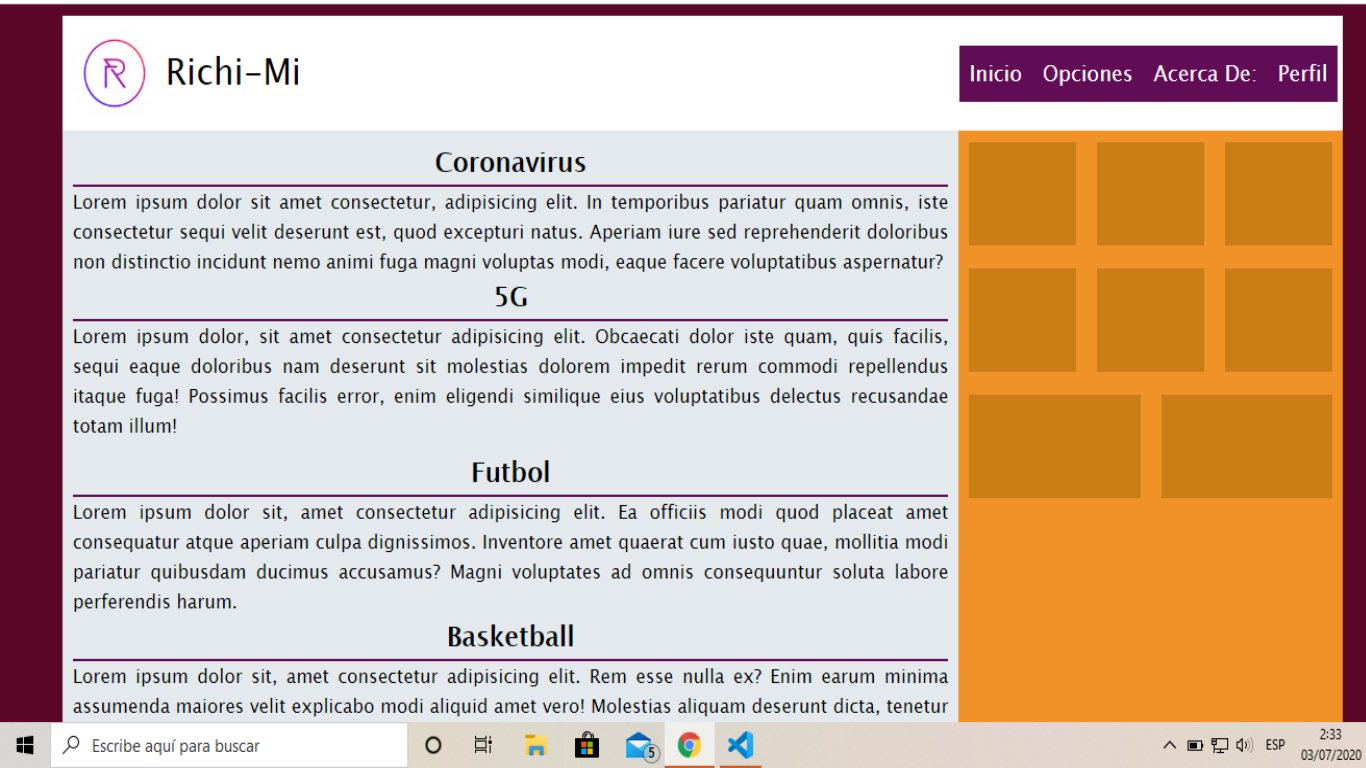 R
Richi-Mi
Inicio Opciones Acerca De: Perfil
Coronavirus
Lorem ipsum dolor sit amet consectetur, adipisicing elit. In temporibus pariatur quam omnis, iste
consectetur sequi velit deserunt est, quod excepturi natus. Aperiam iure sed reprehenderit doloribus
non distinctio incidunt nemo animi fuga magni voluptas modi, eaque facere voluptatibus aspernatur?
5G
Lorem ipsum dolor, sit amet consectetur adipisicing elit. Obcaecati dolor iste quam, quis facilis,
sequi eaque doloribus nam deserunt sit molestias dolorem impedit rerum commodi repellendus
itaque fuga! Possimus facilis error, enim eligendi similique eius voluptatibus delectus recusandae
totam illum!
Futbol
Lorem ipsum dolor sit, amet consectetur adipisicing elit. Ea officiis modi quod placeat amet
consequatur atque aperiam culpa dignissimos. Inventore amet quaerat cum iusto quae, mollitia modi
pariatur quibusdam ducimus accusamus? Magni voluptates ad omnis consequuntur soluta labore
perferendis harum.
Basketball
Lorem ipsum dolor sit, amet consectetur adipisicing elit. Rem esse nulla ex? Enim earum minima
assumenda maiores velit explicabo modi aliquid amet vero! Molestias aliquam deserunt dicta, tenetur
Escribe aquí para buscar
5
ESP
2:33
03/07/2020